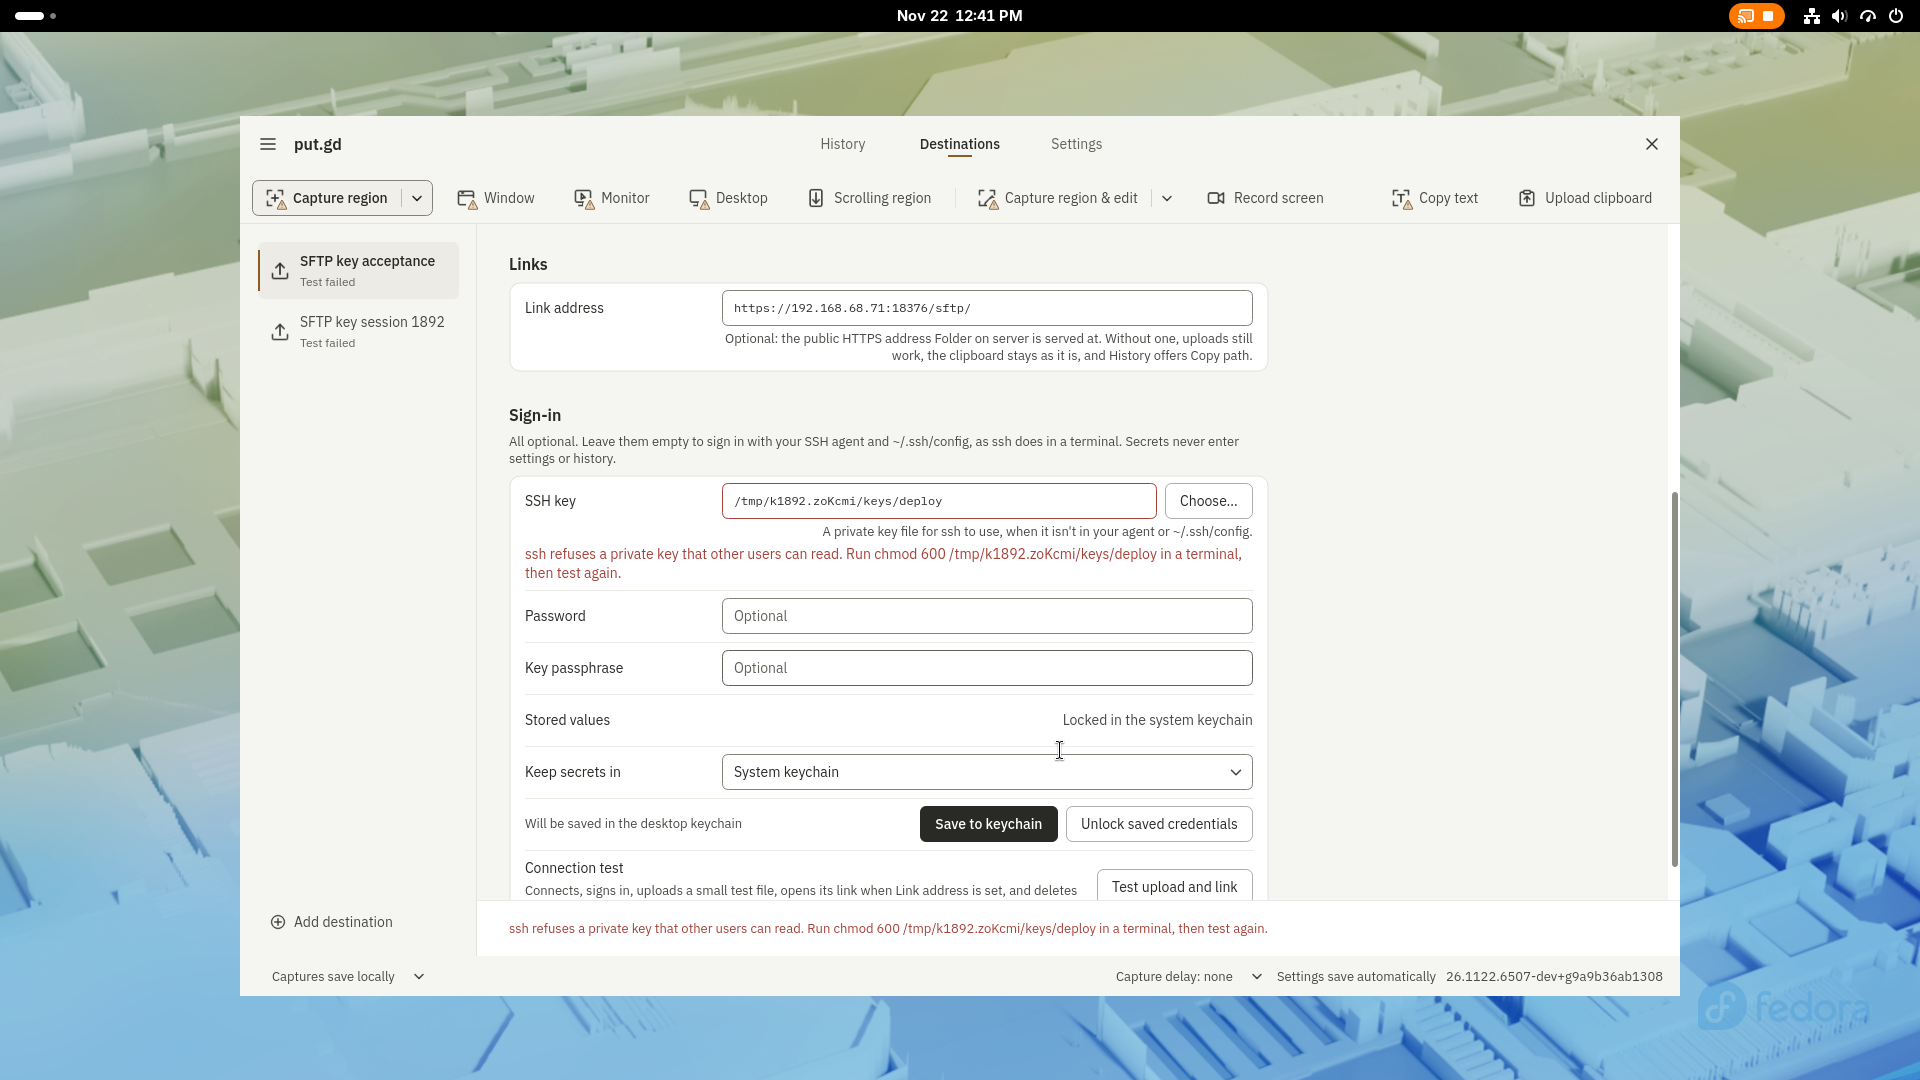 Nov 22 12:41 PM
put.gd
History
Destinations
Settings
Capture region
Window
Monitor
Desktop
Scrolling region
Capture region & edit
Record screen
Copy text
Upload clipboard
SFTP key acceptance
Test failed
SFTP key session 1892
Test failed
Add destination
Links
Link address
https://192.168.68.71:18376/sftp/
Optional: the public HTTPS address Folder on server is served at. Without one, uploads still
work, the clipboard stays as it is, and History offers Copy path.
Sign-in
All optional. Leave them empty to sign in with your SSH agent and ~/.ssh/config, as ssh does in a terminal. Secrets never enter
settings or history.
SSH key
/tmp/k1892.zoKcmi/keys/deploy
Choose...
A private key file for ssh to use, when it isn't in your agent or ~/.ssh/config.
ssh refuses a private key that other users can read. Run chmod 600 /tmp/k1892.zoKcmi/keys/deploy in a terminal,
then test again.
Password
Optional
Key passphrase
Optional
Stored values
Locked in the system keychain
Keep secrets in
System keychain
Will be saved in the desktop keychain
Save to keychain
Unlock saved credentials
Connection test
Connects, signs in, uploads a small test file, opens its link when Link address is set, and deletes
Test upload and link
ssh refuses a private key that other users can read. Run chmod 600 /tmp/k1892.zoKcmi/keys/deploy in a terminal, then test again.
Captures save locally
Capture delay: none
Settings save automatically
26.1122.6507-dev+g9a9b36ab1308
fedora